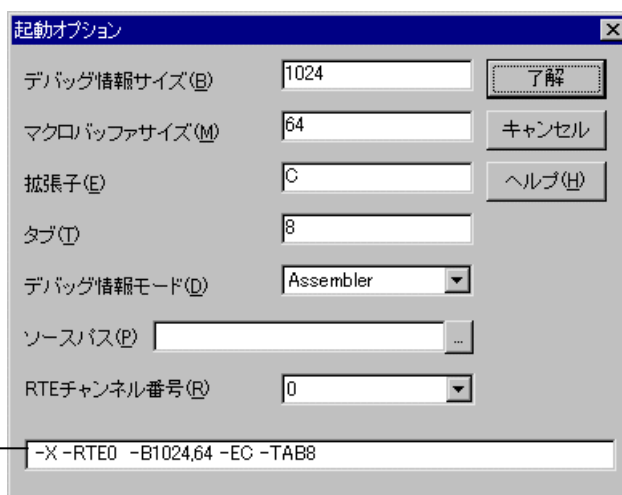 起動オプション
デバッグ情報サイズ(B) 1024 了解
マクロバッファサイズ(M) 64 キャンセル
拡張子(E) C ヘルプ(H)
タブ(T) 8
デバッグ情報モード(D) Assembler
ソースパス(P) ...
RTEチャンネル番号(R) 0
-X -RTE0 -B1024,64 -EC -TAB8